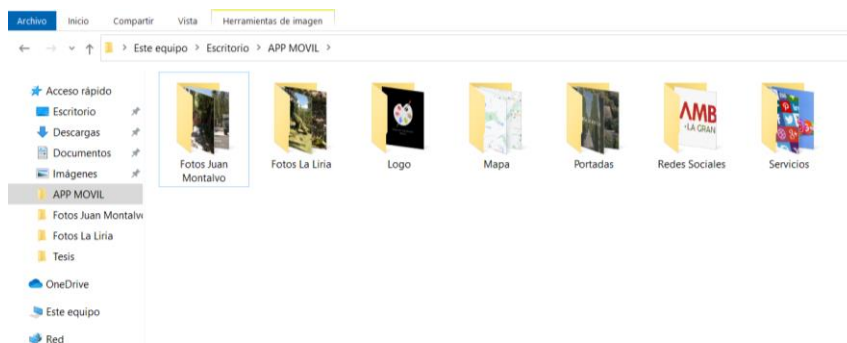 Archivo Inicio Compartir Vista Herramientas de imagen
Este equipo > Escritorio > APP MOVIL >
Acceso rápido
Escritorio
Descargas
Documentos
Imágenes
APP MOVIL
Fotos Juan Montalv
Fotos La Liria
Tesis
OneDrive
Este equipo
Red
AMB
LA GRAN
Fotos Juan
Montalvo
Fotos La Liria
Logo
Mapa
Portadas
Redes Sociales
Servicios